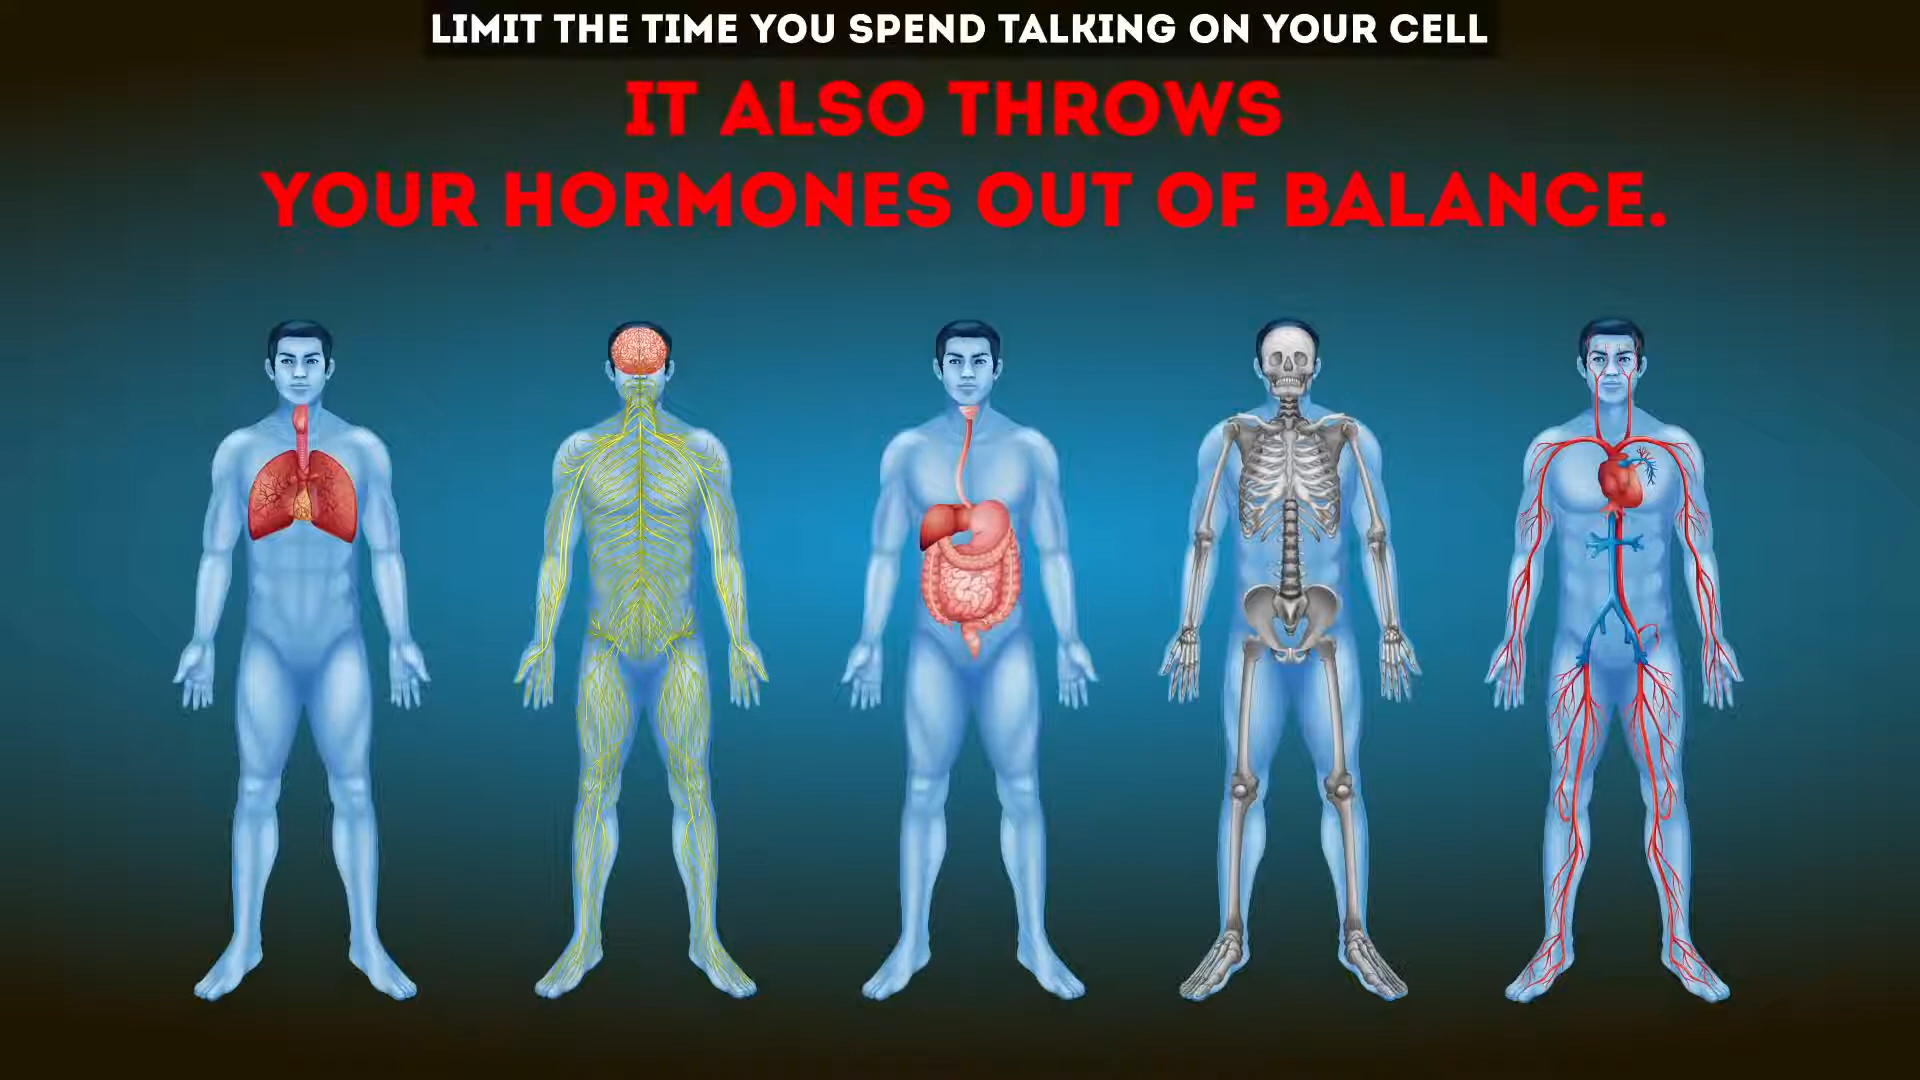 LIMIT THE TIME YOU SPEND TALKING ON YOUR CELL
IT ALSO THROWS
YOUR HORMONES OUT OF BALANCE.